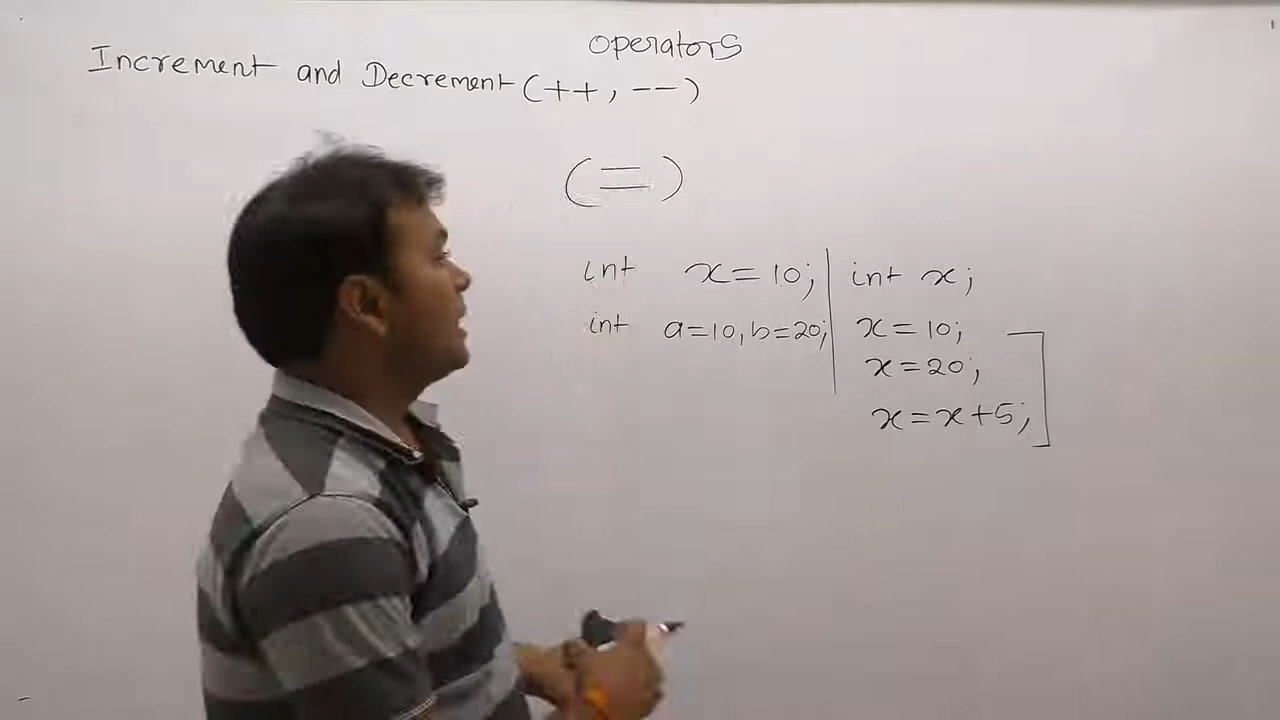 Operators
Increment and Decrement (++, --)
(=)
int x=10; int x;
int a=10, b=20; x=10;
x=20;
x=x+5;